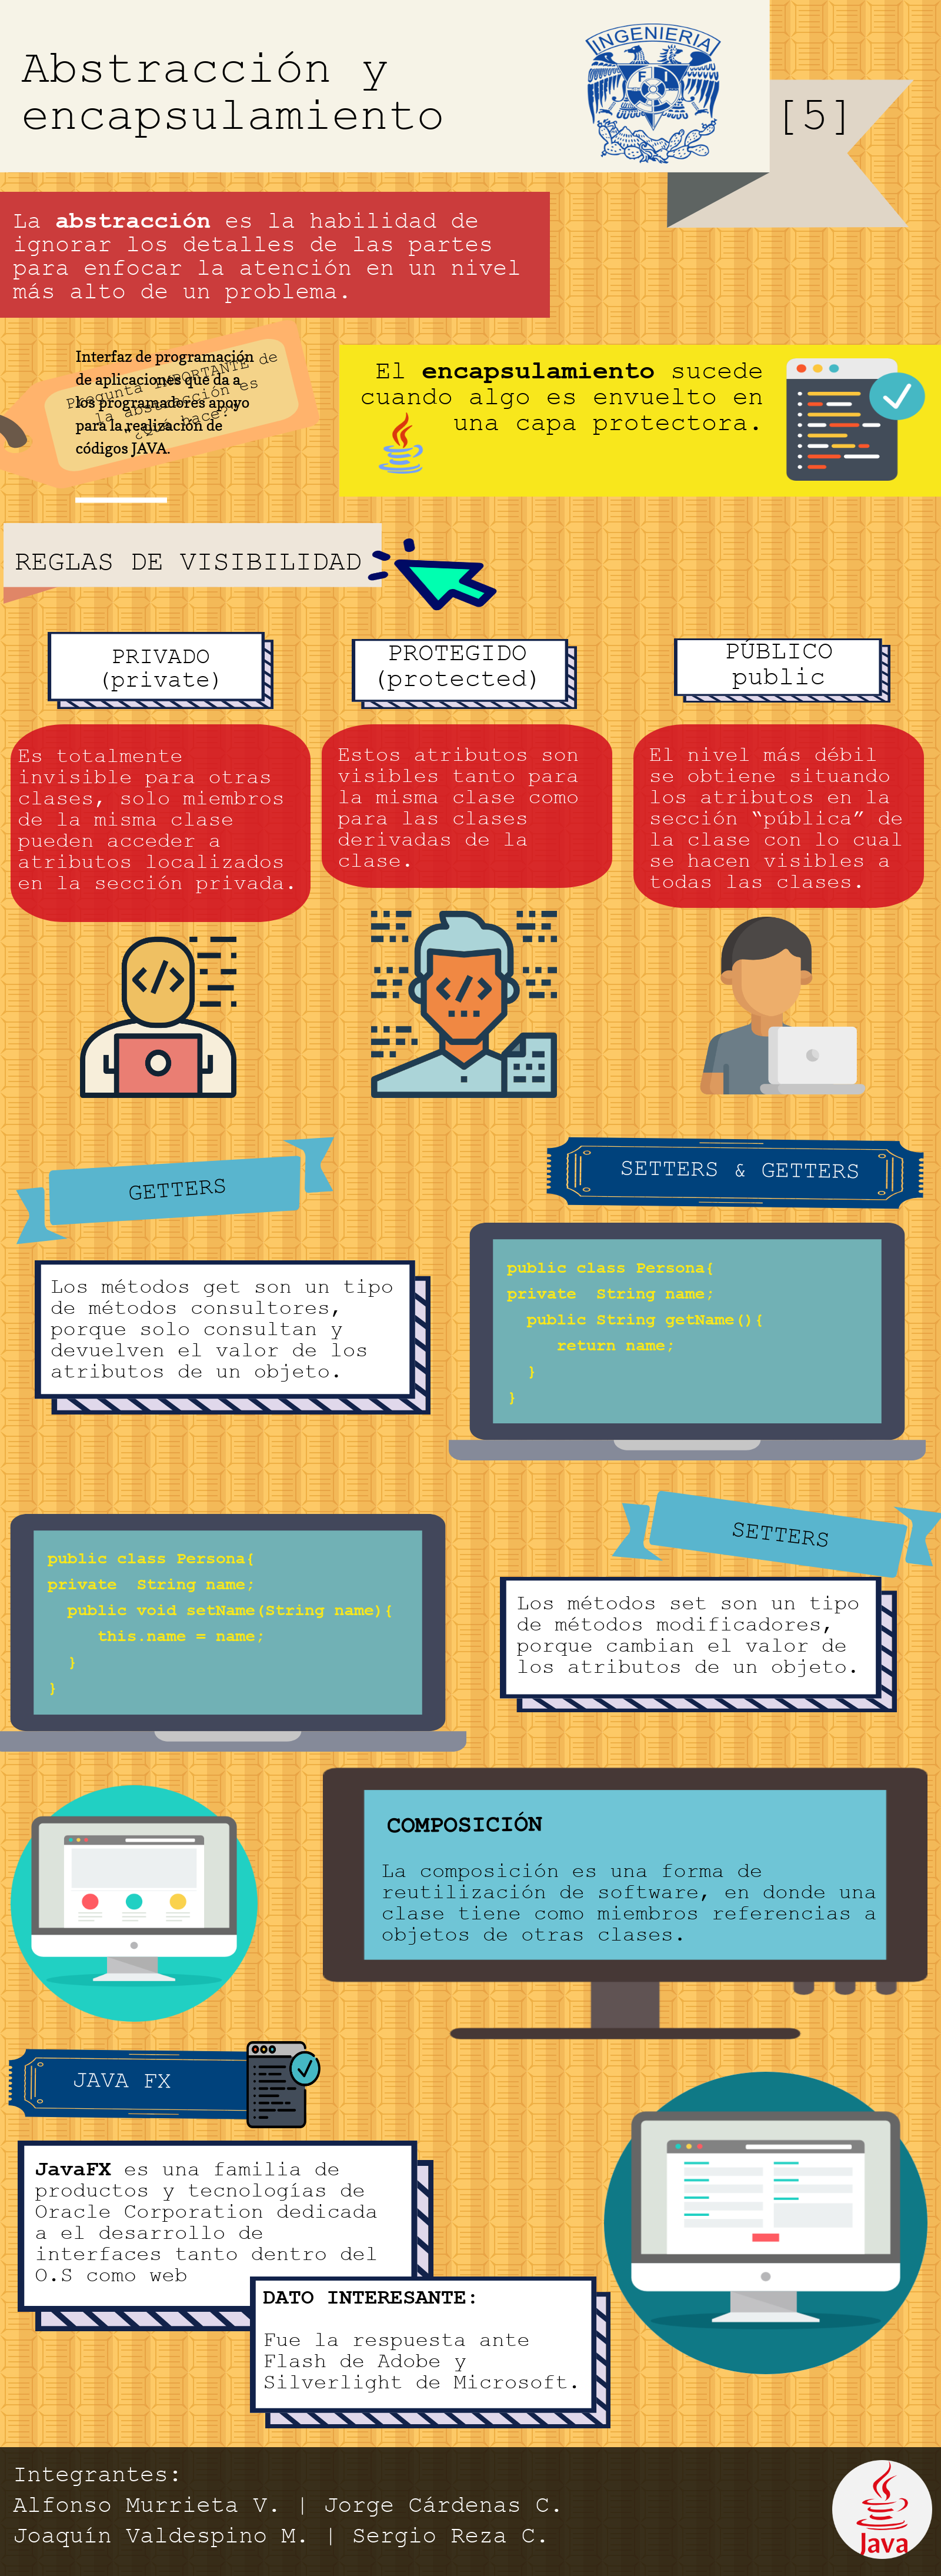 Abstracción y
encapsulamiento
INGENIERIA
F I
[5]
La abstracción es la habilidad de
ignorar los detalles de las partes
para enfocar la atención en un nivel
más alto de un problema.
Interfaz de programación
de aplicaciones que da a
los programadores apoyo
para la realización de
códigos JAVA.
Pregunta IMPORTANTE de
la abstracción es
¿Qué hace?
El encapsulamiento sucede
cuando algo es envuelto en
una capa protectora.
REGLAS DE VISIBILIDAD
PRIVADO
(private)
Es totalmente
invisible para otras
clases, solo miembros
de la misma clase
pueden acceder a
atributos localizados
en la sección privada.
PROTEGIDO
(protected)
Estos atributos son
visibles tanto para
la misma clase como
para las clases
derivadas de la
clase.
PÚBLICO
public
El nivel más débil
se obtiene situando
los atributos en la
sección “pública” de
la clase con lo cual
se hacen visibles a
todas las clases.
</>
</>
GETTERS
Los métodos get son un tipo
de métodos consultores,
porque solo consultan y
devuelven el valor de los
atributos de un objeto.
SETTERS & GETTERS
public class Persona{
private String name;
public String getName(){
return name;
}
}
public class Persona{
private String name;
public void setName(String name){
this.name = name;
}
}
SETTERS
Los métodos set son un tipo
de métodos modificadores,
porque cambian el valor de
los atributos de un objeto.
COMPOSICIÓN
La composición es una forma de
reutilización de software, en donde una
clase tiene como miembros referencias a
objetos de otras clases.
JAVA FX
JavaFX es una familia de
productos y tecnologías de
Oracle Corporation dedicada
a el desarrollo de
interfaces tanto dentro del
O.S como web
DATO INTERESANTE:
Fue la respuesta ante
Flash de Adobe y
Silverlight de Microsoft.
Integrantes:
Alfonso Murrieta V. | Jorge Cárdenas C.
Joaquín Valdespino M. | Sergio Reza C.
Java